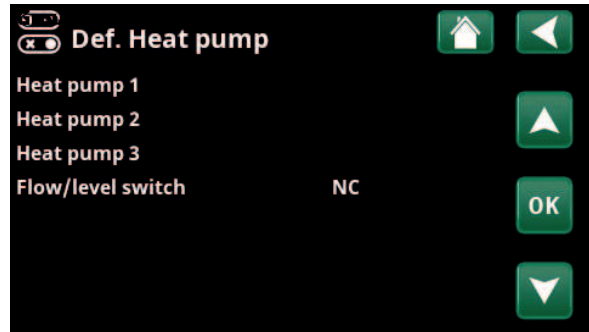 Def. Heat pump
Heat pump 1
Heat pump 2
Heat pump 3
Flow/level switch NC
OK